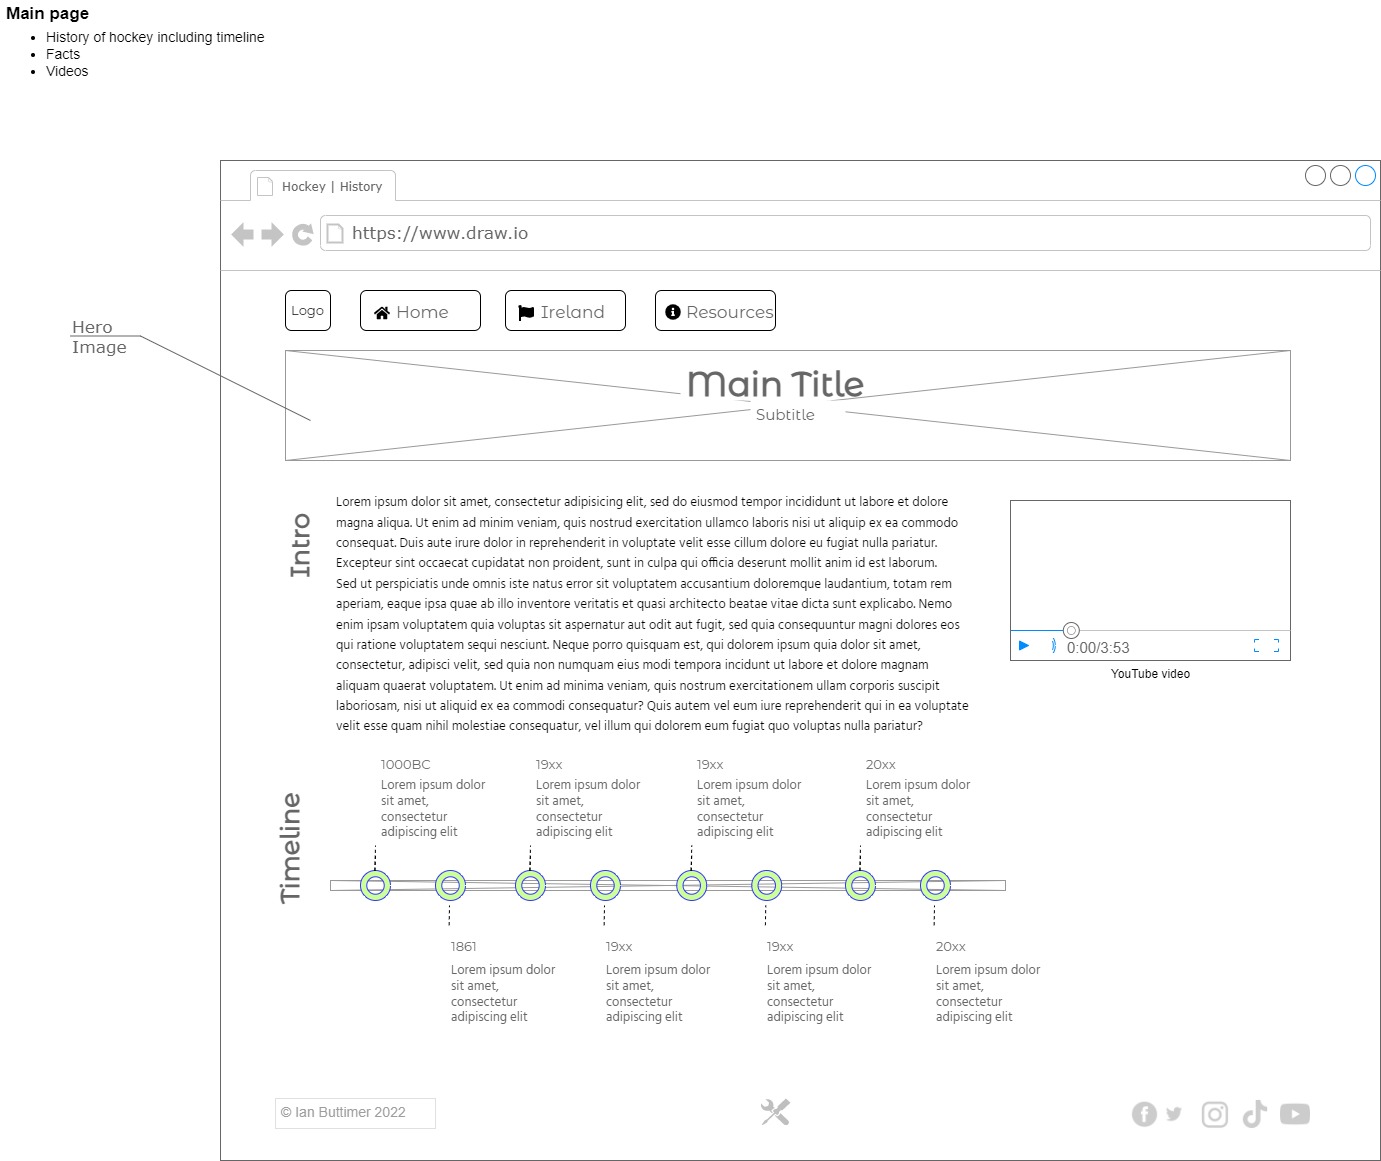 Main page
History of hockey including timeline
Facts
Videos
Hockey | History
https://www.draw.io
Logo
Home
Ireland
Resources
Hero
Image
Main Title
Subtitle
Intro
Lorem ipsum dolor sit amet, consectetur adipisicing elit, sed do eiusmod tempor incididunt ut labore et dolore
magna aliqua. Ut enim ad minim veniam, quis nostrud exercitation ullamco laboris nisi ut aliquip ex ea commodo
consequat. Duis aute irure dolor in reprehenderit in voluptate velit esse cillum dolore eu fugiat nulla pariatur.
Excepteur sint occaecat cupidatat non proident, sunt in culpa qui officia deserunt mollit anim id est laborum.
Sed ut perspiciatis unde omnis iste natus error sit voluptatem accusantium doloremque laudantium, totam rem
aperiam, eaque ipsa quae ab illo inventore veritatis et quasi architecto beatae vitae dicta sunt explicabo. Nemo
enim ipsam voluptatem quia voluptas sit aspernatur aut odit aut fugit, sed quia consequuntur magni dolores eos
qui ratione voluptatem sequi nesciunt. Neque porro quisquam est, qui dolorem ipsum quia dolor sit amet,
consectetur, adipisci velit, sed quia non numquam eius modi tempora incidunt ut labore et dolore magnam
aliquam quaerat voluptatem. Ut enim ad minima veniam, quis nostrum exercitationem ullam corporis suscipit
laboriosam, nisi ut aliquid ex ea commodi consequatur? Quis autem vel eum iure reprehenderit qui in ea voluptate
velit esse quam nihil molestiae consequatur, vel illum qui dolorem eum fugiat quo voluptas nulla pariatur?
0:00/3:53
YouTube video
Timeline
1000BC
Lorem ipsum dolor
sit amet,
consectetur
adipiscing elit
19xx
Lorem ipsum dolor
sit amet,
consectetur
adipiscing elit
19xx
Lorem ipsum dolor
sit amet,
consectetur
adipiscing elit
20xx
Lorem ipsum dolor
sit amet,
consectetur
adipiscing elit
1861
Lorem ipsum dolor
sit amet,
consectetur
adipiscing elit
19xx
Lorem ipsum dolor
sit amet,
consectetur
adipiscing elit
19xx
Lorem ipsum dolor
sit amet,
consectetur
adipiscing elit
20xx
Lorem ipsum dolor
sit amet,
consectetur
adipiscing elit
© Ian Buttimer 2022